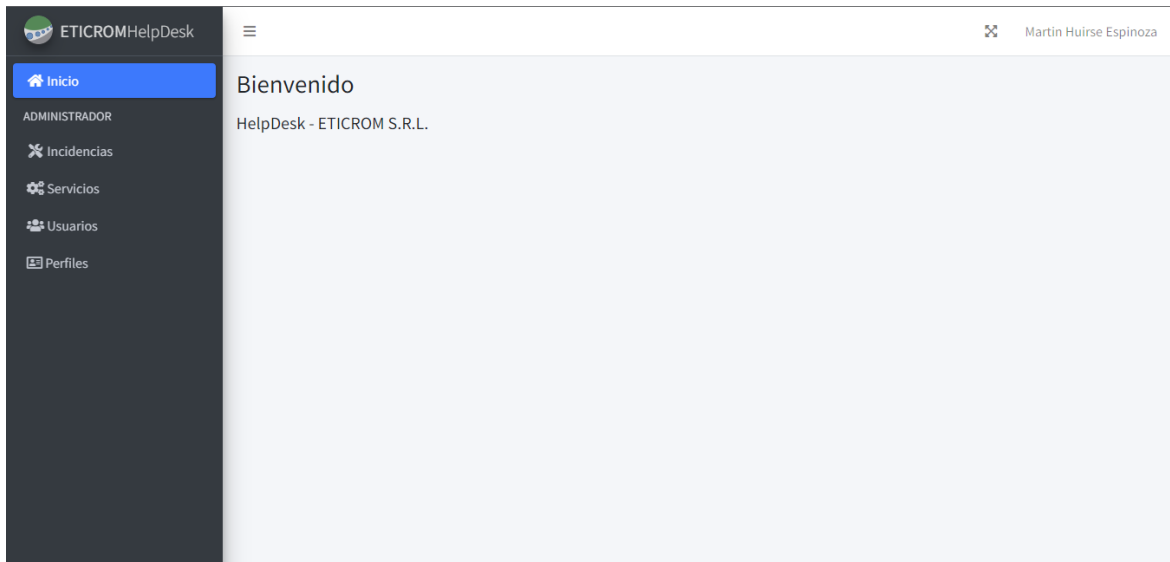 ETICROMHelpDesk
Martin Huirse Espinoza
Inicio
ADMINISTRADOR
Incidencias
Servicios
Usuarios
Perfiles
Bienvenido
HelpDesk - ETICROM S.R.L.